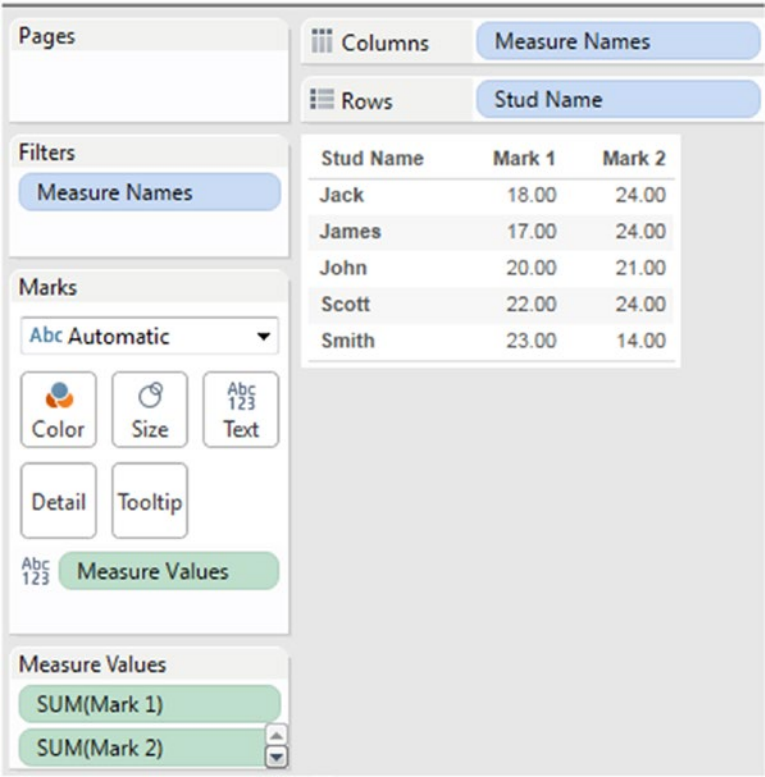 Pages
Columns Measure Names
Rows Stud Name
Filters
Measure Names
Stud Name Mark 1 Mark 2
Jack 18.00 24.00
James 17.00 24.00
John 20.00 21.00
Scott 22.00 24.00
Smith 23.00 14.00
Marks
Abc Automatic
Color
Size
Abc
123
Text
Detail
Tooltip
Abc
123
Measure Values
Measure Values
SUM(Mark 1)
SUM(Mark 2)